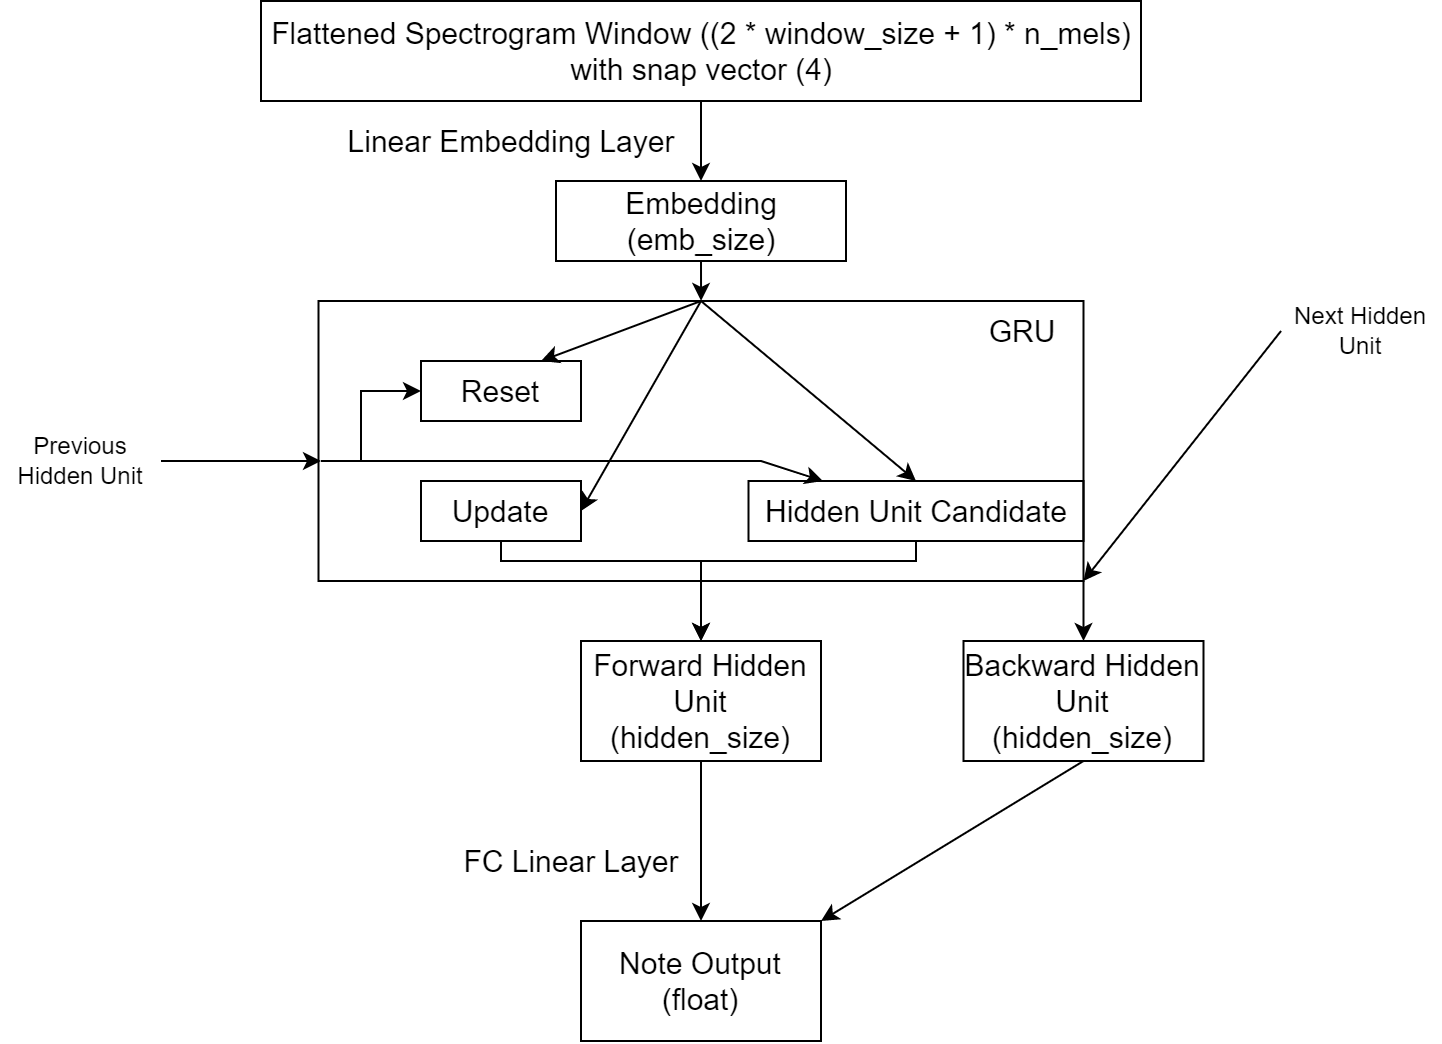 Flattened Spectrogram Window ((2 * window_size + 1) * n_mels)
with snap vector (4)
Linear Embedding Layer
Embedding
(emb_size)
GRU
Next Hidden
Unit
Reset
Previous
Hidden Unit
Update
Hidden Unit Candidate
Forward Hidden
Unit
(hidden_size)
Backward Hidden
Unit
(hidden_size)
FC Linear Layer
Note Output
(float)